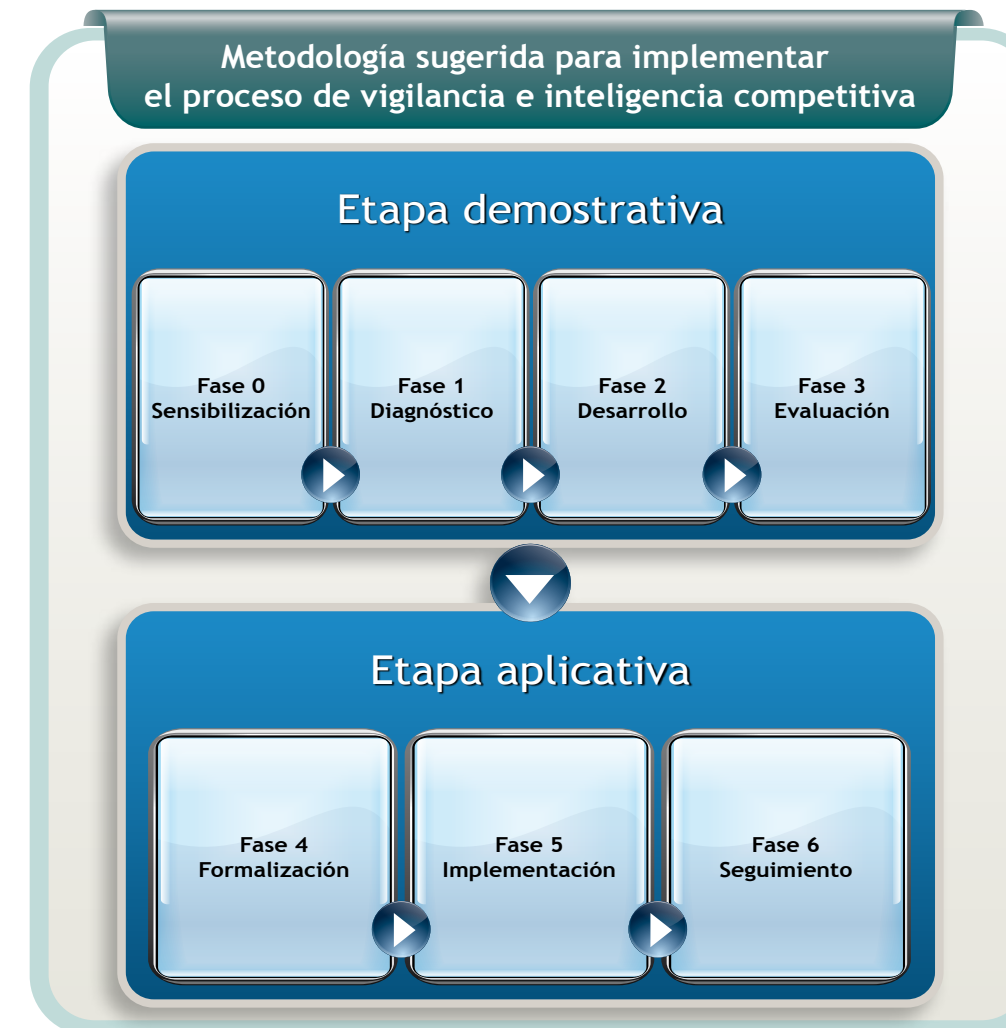 Metodología sugerida para implementar
el proceso de vigilancia e inteligencia competitiva
Etapa demostrativa
Fase 0
Sensibilización
Fase 1
Diagnóstico
Fase 2
Desarrollo
Fase 3
Evaluación
Etapa aplicativa
Fase 4
Formalización
Fase 5
Implementación
Fase 6
Seguimiento